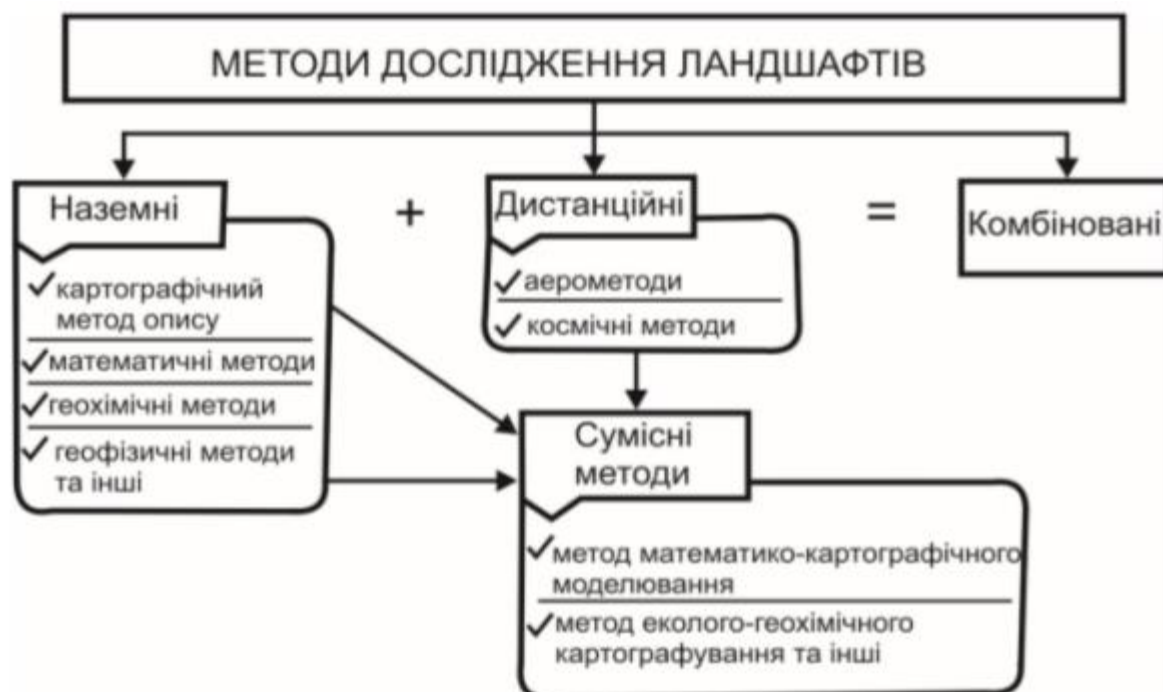 МЕТОДИ ДОСЛІДЖЕННЯ ЛАНДШАФТІВ
Наземні
+
Дистанційні
=
Комбіновані
картографічний
метод опису
математичні методи
геохімічні методи
геофізичні методи
та інші
аерометоди
космічні методи
Сумісні
методи
метод математико-картографічного
моделювання
метод еколого-геохімічного
картографування та інші